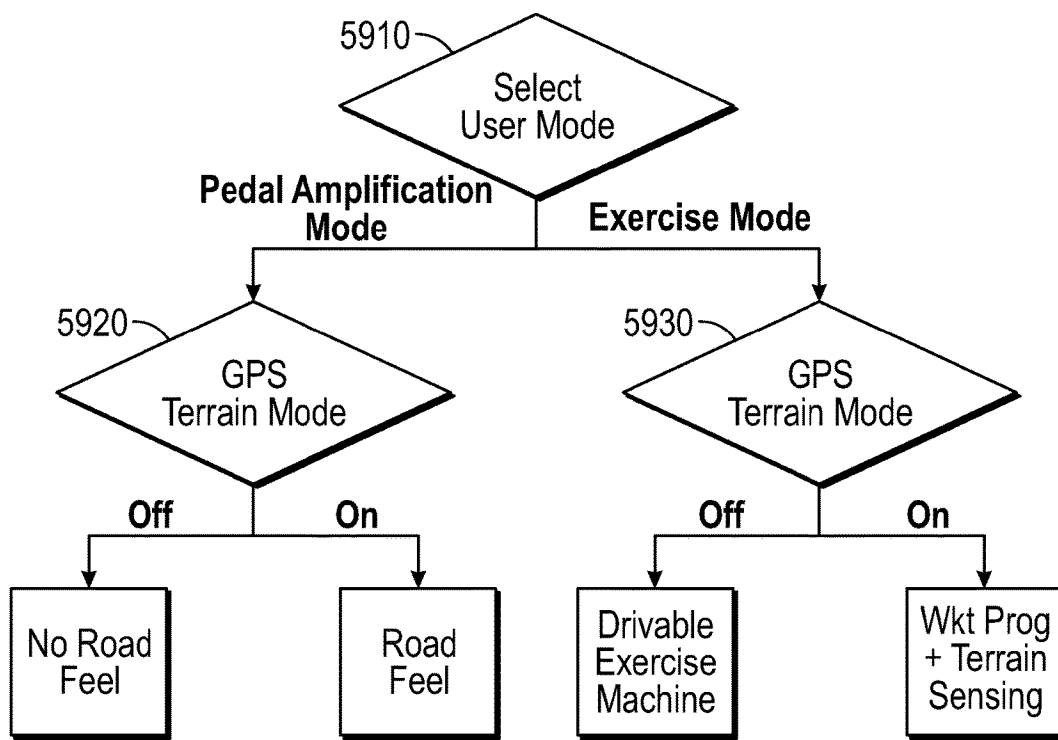 5910
Select
User Mode
Pedal Amplification
Mode
Exercise Mode
5920
GPS
Terrain Mode
5930
GPS
Terrain Mode
Off
On
Off
On
No Road
Feel
Road
Feel
Drivable
Exercise
Machine
Wkt Prog
+ Terrain
Sensing